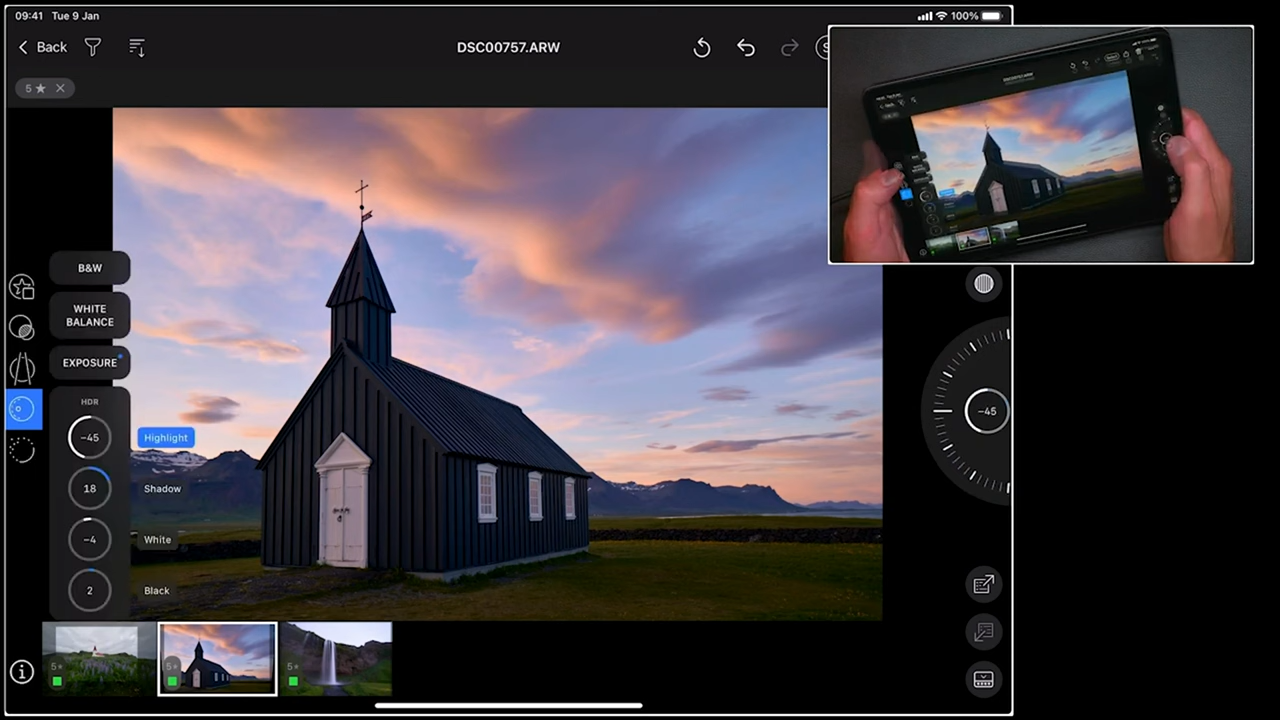 09:41 Tue 9 Jan
100%
Back
DSC00757.ARW
5 ★
B&W
WHITE
BALANCE
EXPOSURE
HDR
-45
Highlight
18
Shadow
-4
White
2
Black
-45
5★
5★
5★